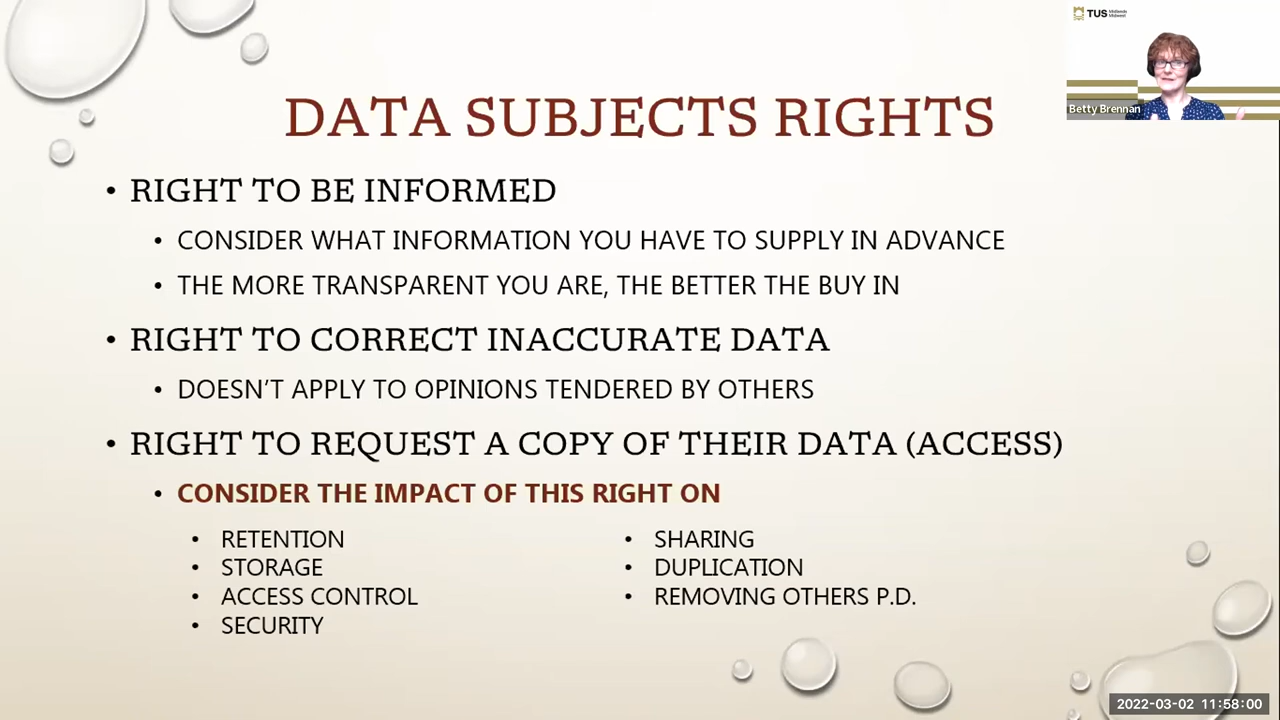 TUS Midlands Midwest
Betty Brennan
DATA SUBJECTS RIGHTS
• RIGHT TO BE INFORMED
• CONSIDER WHAT INFORMATION YOU HAVE TO SUPPLY IN ADVANCE
• THE MORE TRANSPARENT YOU ARE, THE BETTER THE BUY IN
• RIGHT TO CORRECT INACCURATE DATA
• DOESN'T APPLY TO OPINIONS TENDERED BY OTHERS
• RIGHT TO REQUEST A COPY OF THEIR DATA (ACCESS)
• CONSIDER THE IMPACT OF THIS RIGHT ON
• RETENTION
• STORAGE
• ACCESS CONTROL
• SECURITY
• SHARING
• DUPLICATION
• REMOVING OTHERS P.D.
2022-03-02 11:58:00